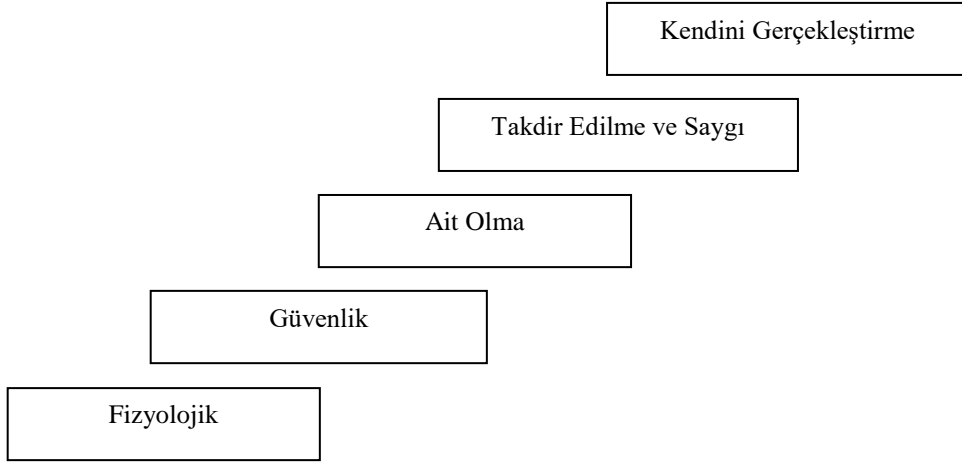 Kendini Gerçekleştirme
Takdir Edilme ve Saygı
Ait Olma
Güvenlik
Fizyolojik